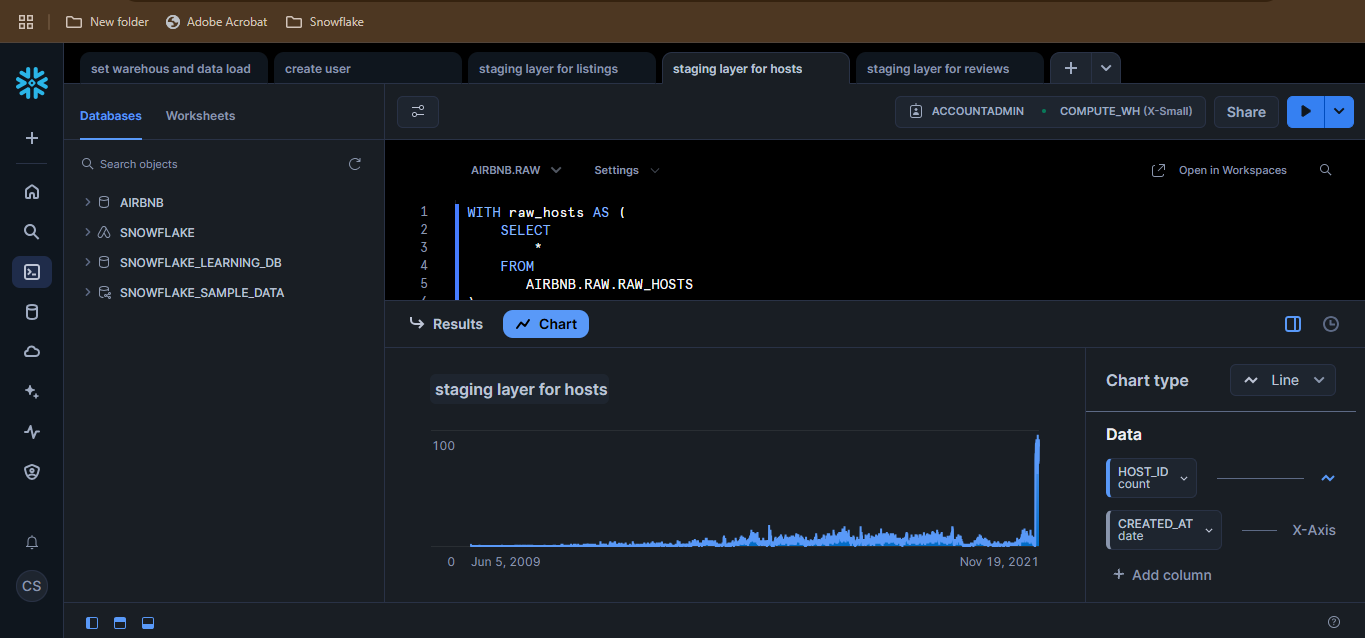 New folder
Adobe Acrobat
Snowflake
set warehous and data load
create user
staging layer for listings
staging layer for hosts
staging layer for reviews
Databases
Worksheets
ACCOUNTADMIN
COMPUTE_WH (X-Small)
Share
Search objects
AIRBNB
SNOWFLAKE
SNOWFLAKE_LEARNING_DB
SNOWFLAKE_SAMPLE_DATA
AIRBNB.RAW
Settings
Open in Workspaces
1 WITH raw_hosts AS (
2 SELECT
3 *
4 FROM
5 AIRBNB.RAW.RAW_HOSTS
Results
Chart
staging layer for hosts
100
0
Jun 5, 2009
Nov 19, 2021
Chart type
Line
Data
HOST_ID
count
CREATED_AT
date
X-Axis
+ Add column
CS